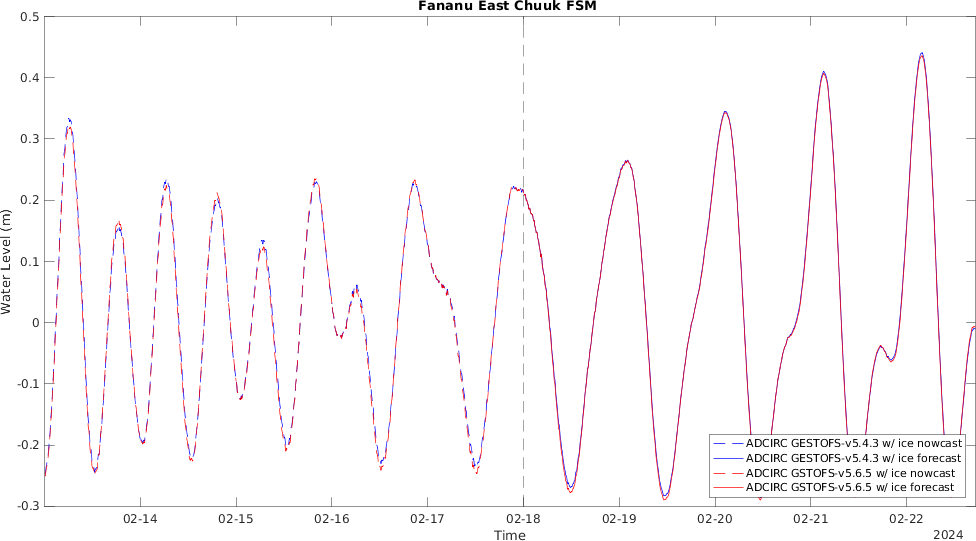 Fananu East Chuuk FSM
0.5
0.4
0.3
0.2
0.1
0
-0.1
-0.2
-0.3
Water Level (m)
ADCIRC GESTOFS-v5.4.3 w/ ice nowcast
ADCIRC GESTOFS-v5.4.3 w/ ice forecast
ADCIRC GSTOFS-v5.6.5 w/ ice nowcast
ADCIRC GSTOFS-v5.6.5 w/ ice forecast
02-14 02-15 02-16 02-17 02-18 02-19 02-20 02-21 02-22
Time
2024